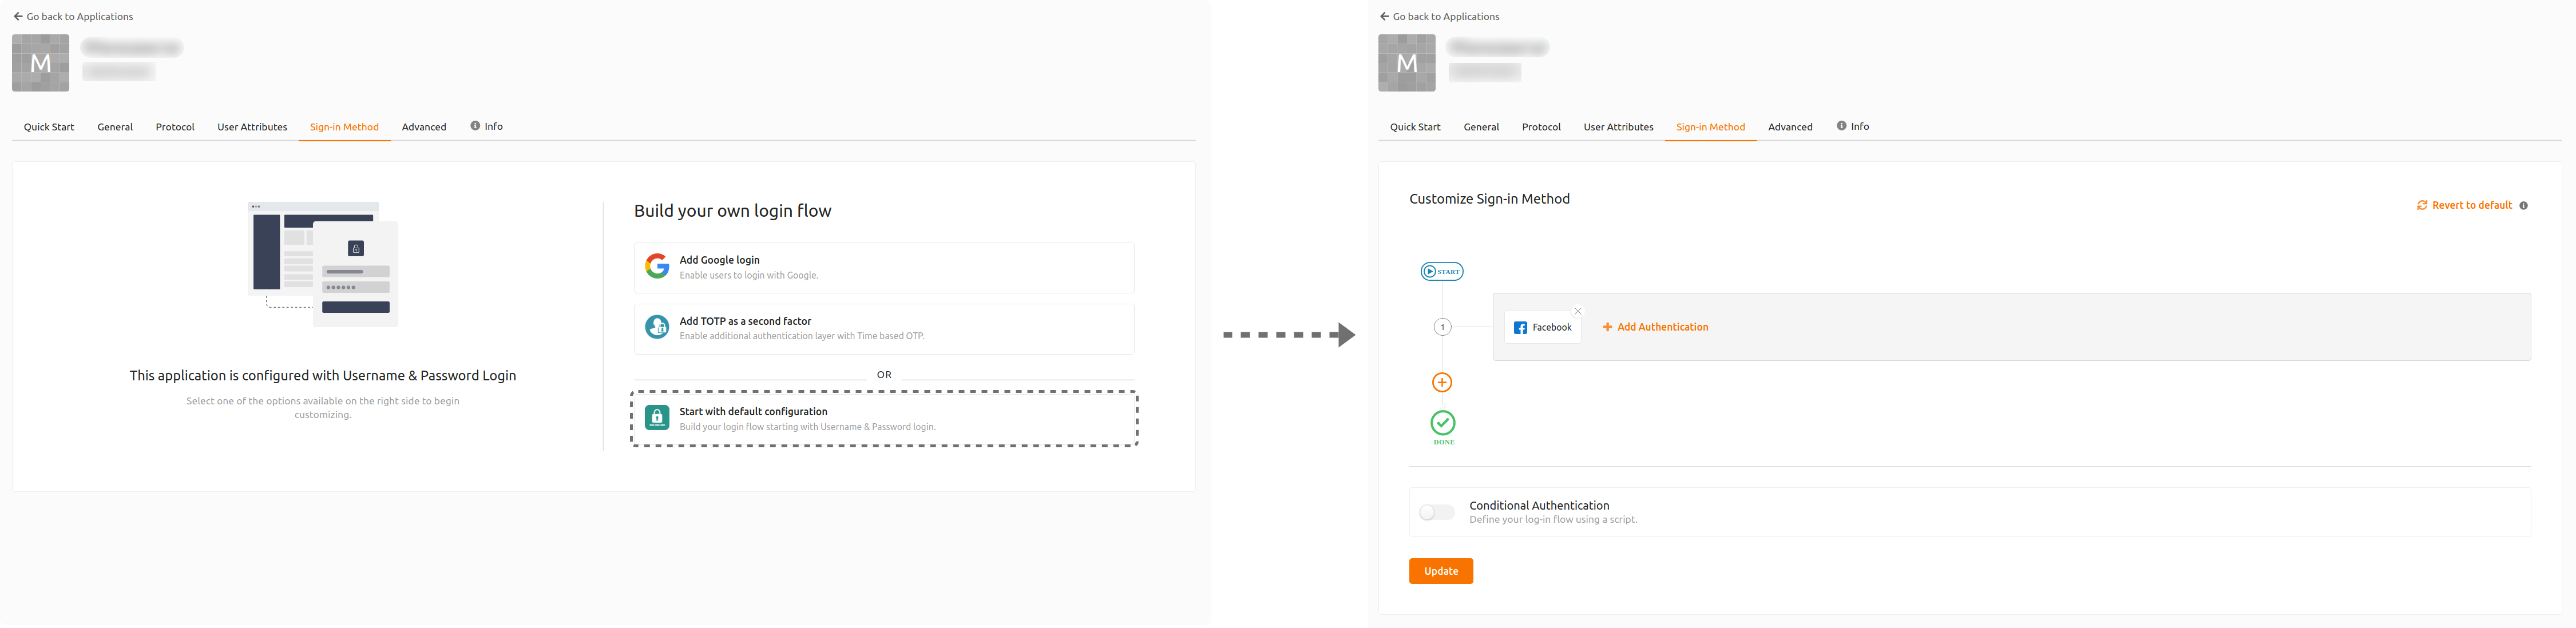 Go back to Applications
M
Quick Start General Protocol User Attributes Sign-in Method Advanced Info
This application is configured with Username & Password Login
Select one of the options available on the right side to begin
customizing.
Build your own login flow
Add Google login
Enable users to login with Google.
Add TOTP as a second factor
Enable additional authentication layer with Time based OTP.
OR
Start with default configuration
Build your login flow starting with Username & Password login.
Go back to Applications
M
Quick Start General Protocol User Attributes Sign-in Method Advanced Info
Customize Sign-in Method
Revert to default
START
1
Facebook
Add Authentication
DONE
Conditional Authentication
Define your log-in flow using a script.
Update